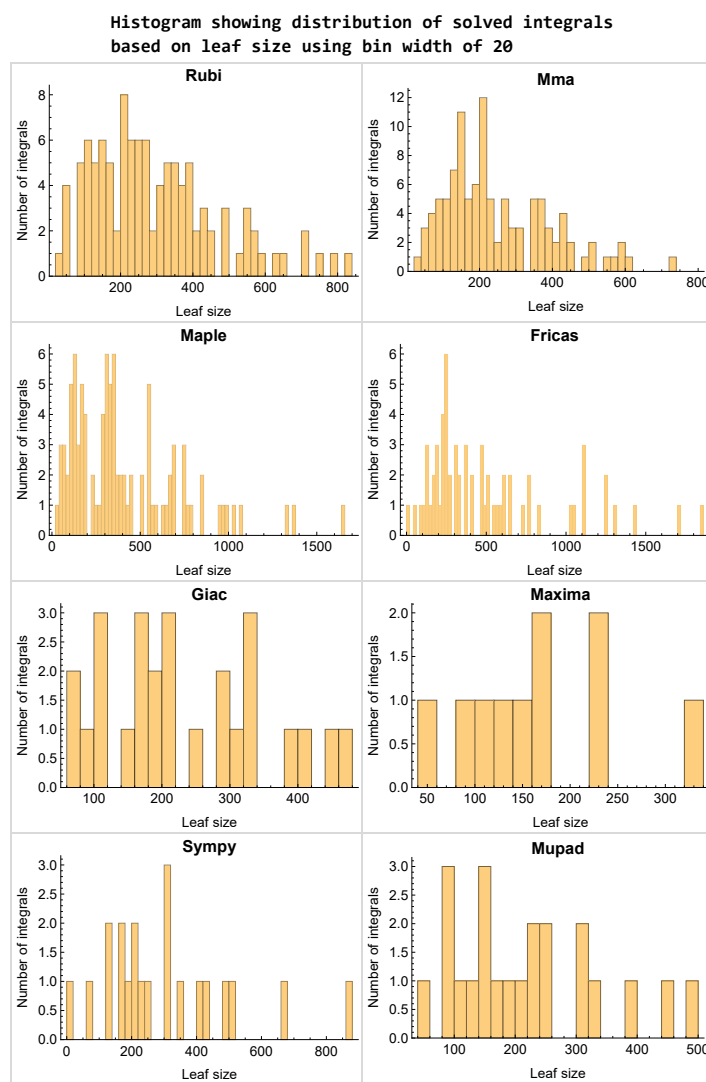 Histogram showing distribution of solved integrals
based on leaf size using bin width of 20
Rubi
Number of integrals
0 2 4 6 8
200 400 600 800
Leaf size
Mma
Number of integrals
0 2 4 6 8 10 12
200 400 600 800
Leaf size
Maple
Number of integrals
0 1 2 3 4 5 6
0 500 1000 1500
Leaf size
Fricas
Number of integrals
0 1 2 3 4 5 6
0 500 1000 1500
Leaf size
Giac
Number of integrals
0.0 0.5 1.0 1.5 2.0 2.5 3.0
100 200 300 400
Leaf size
Maxima
Number of integrals
0.0 0.5 1.0 1.5 2.0
50 100 150 200 250 300
Leaf size
Sympy
Number of integrals
0.0 0.5 1.0 1.5 2.0 2.5 3.0
0 200 400 600 800
Leaf size
Mupad
Number of integrals
0.0 0.5 1.0 1.5 2.0 2.5 3.0
100 200 300 400 500
Leaf size